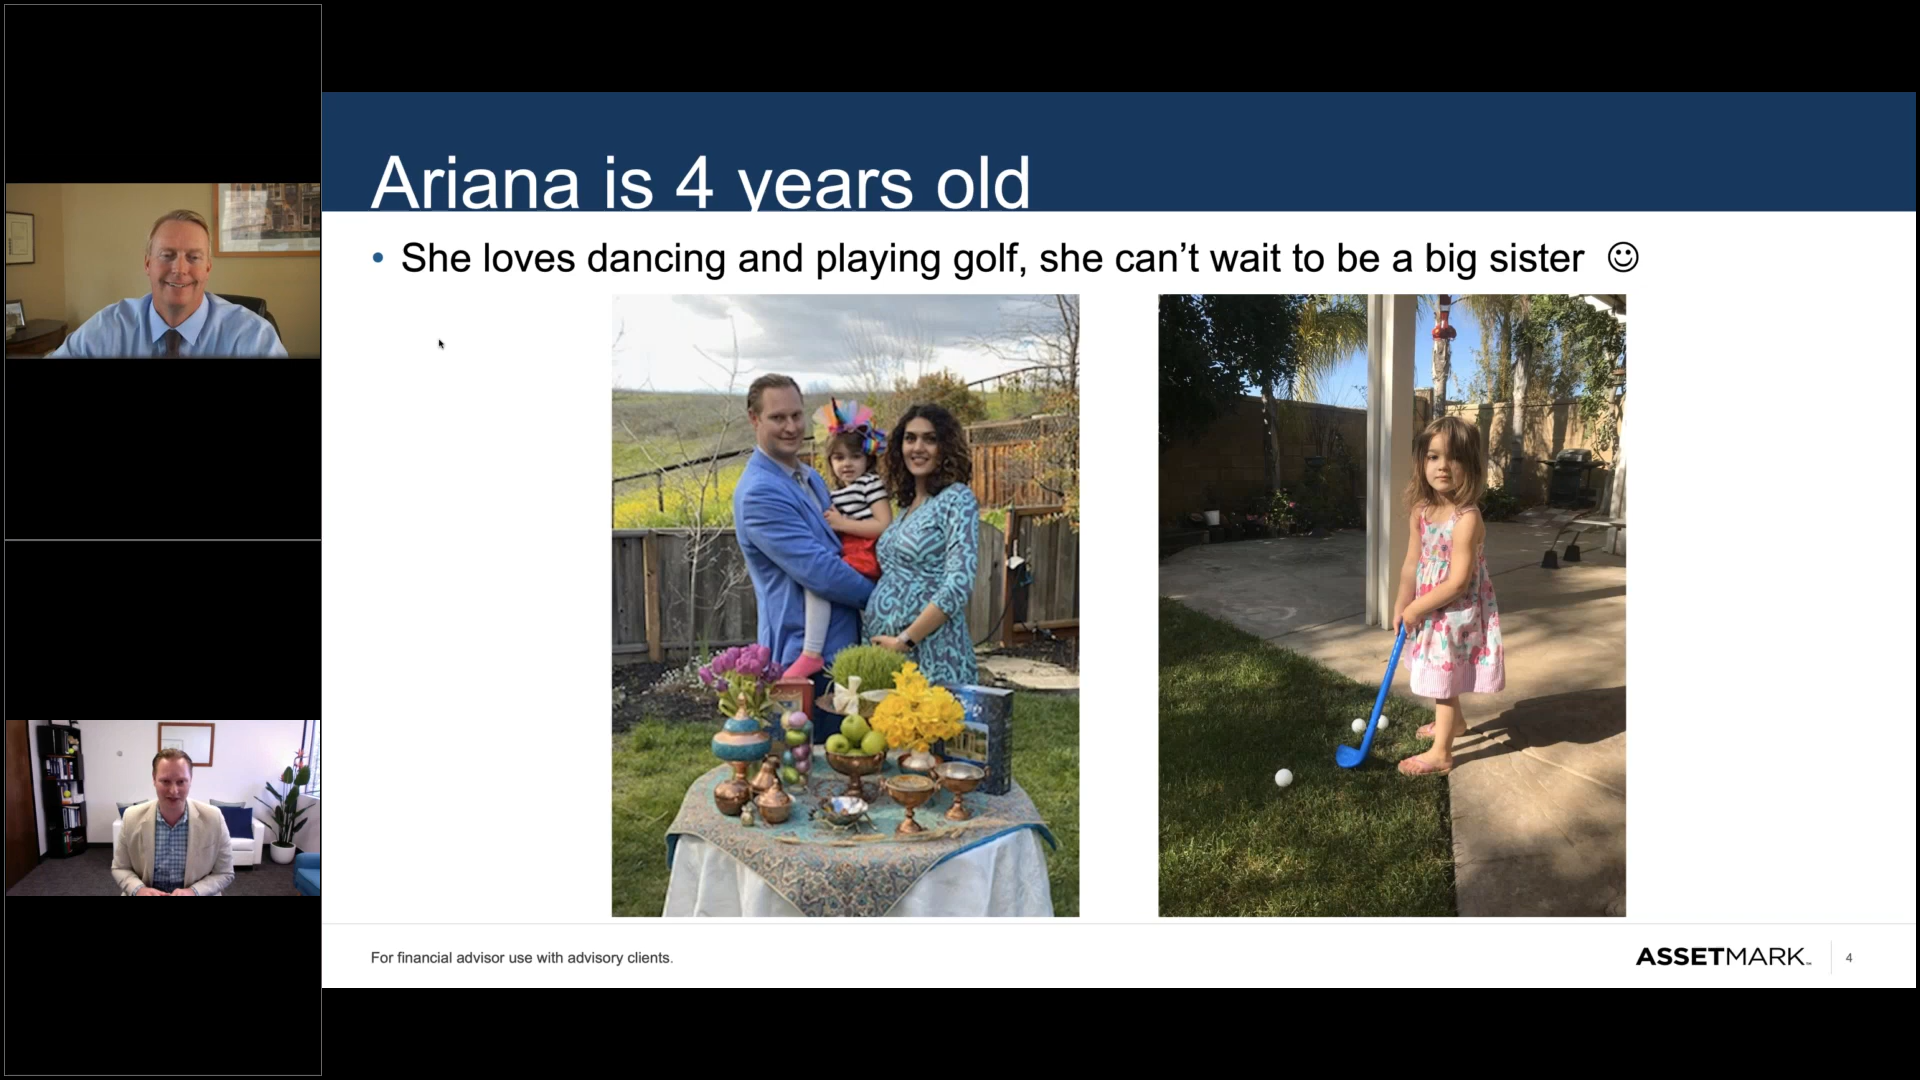 Ariana is 4 years old
• She loves dancing and playing golf, she can’t wait to be a big sister ☺
For financial advisor use with advisory clients.
ASSETMARK™
4